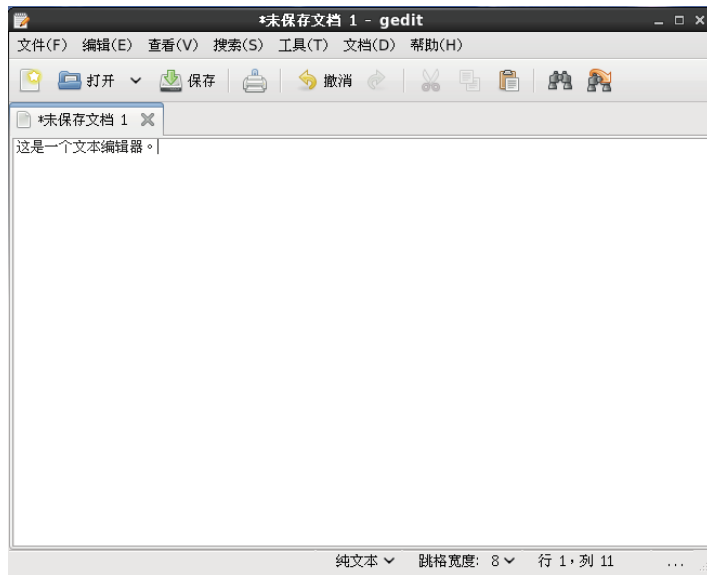 *未保存文档 1 - gedit
文件(F) 编辑(E) 查看(V) 搜索(S) 工具(T) 文档(D) 帮助(H)
打开 保存 撤消
*未保存文档 1
这是一个文本编辑器。
纯文本 跳格宽度: 8 行 1，列 11 ...